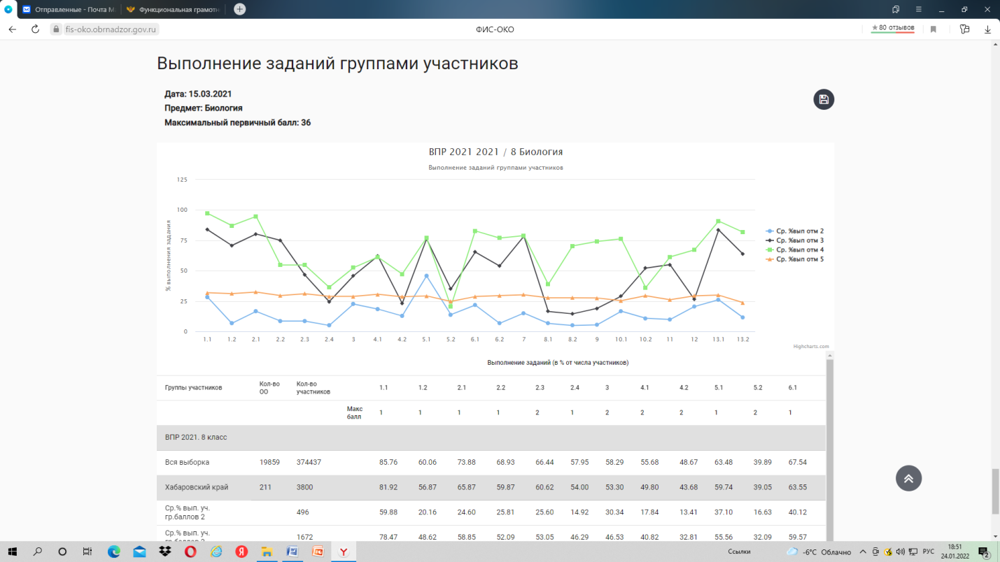 Отправленные - Почта M
Функциональная грамотн
fis-oko.obrnadzor.gov.ru
ФИС-ОКО
★ 80 отзывов
Выполнение заданий группами участников
Дата: 15.03.2021
Предмет: Биология
Максимальный первичный балл: 36
ВПР 2021 2021 / 8 Биология
Выполнение заданий группами участников
% выполнения задания
125
100
75
50
25
0
1.1 1.2 2.1 2.2 2.3 2.4 3 4.1 4.2 5.1 5.2 6.1 6.2 7 8.1 8.2 9 10.1 10.2 11 12 13.1 13.2
Ср. %вып отм 2
Ср. %вып отм 3
Ср. %вып отм 4
Ср. %вып отм 5
Highcharts.com
Выполнение заданий (в % от числа участников)
Группы участников Кол-во ОО Кол-во участников 1.1 1.2 2.1 2.2 2.3 2.4 3 4.1 4.2 5.1 5.2 6.1
Макс балл 1 1 1 1 2 1 2 2 2 1 2 1
ВПР 2021. 8 класс
Вся выборка 19859 374437 85.76 60.06 73.88 68.93 66.44 57.95 58.29 55.68 48.67 63.48 39.89 67.54
Хабаровский край 211 3800 81.92 56.87 65.87 59.87 60.62 54.00 53.30 49.80 43.68 59.74 39.05 63.55
Ср.% вып. уч. гр.баллов 2 496 59.88 20.16 24.60 25.81 25.60 14.92 30.34 17.84 13.41 37.10 16.63 40.12
Ср.% вып. уч. 1672 78.47 48.62 58.85 52.09 53.05 46.29 46.53 40.82 32.81 55.56 32.09 59.57
Ссылки
-6°C Облачно
РУС
18:51
24.01.2022
2